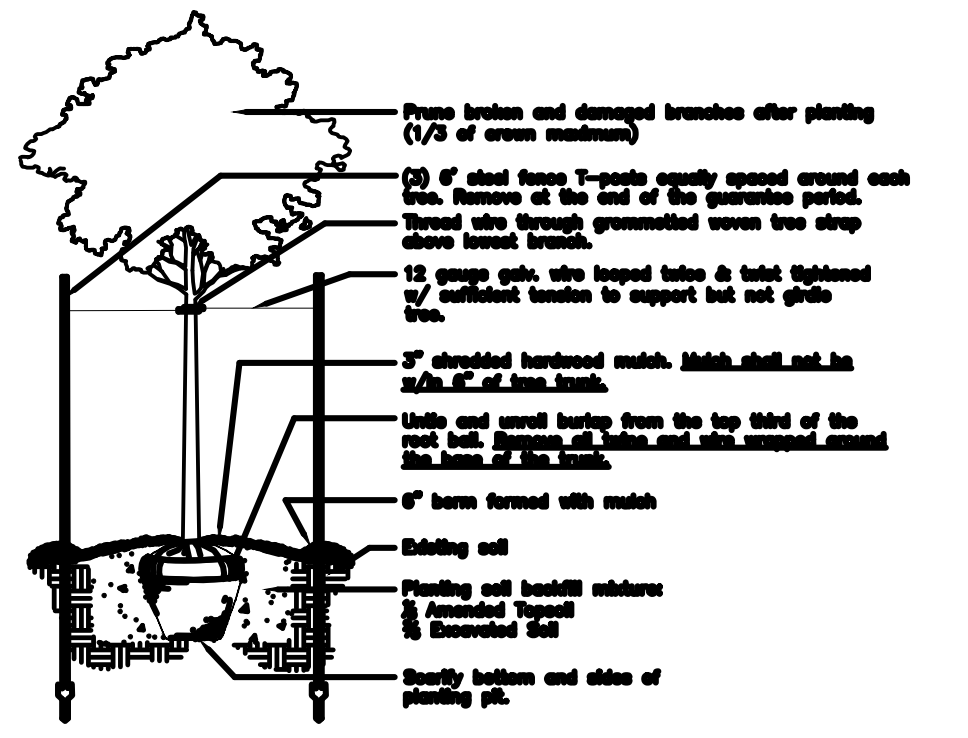 Prune broken and damaged branches after planting
(1/3 of crown maximum)
(3) 6' steel fence T-posts equally spaced around each
tree. Remove at the end of the guarantee period.
Thread wire through grommetted woven tree strap
above lowest branch.
12 gauge galv. wire looped twice & twist tightened
w/ sufficient tension to support but not girdle
tree.
3" shredded hardwood mulch. Mulch shall not be
w/in 6" of tree trunk.
Untie and unroll burlap from the top third of the
root ball. Remove all twine and wire wrapped around
the base of the trunk.
6" berm formed with mulch
Existing soil
Planting soil backfill mixture:
Amended Topsoil
Excavated Soil
Scarify bottom and sides of
planting pit.